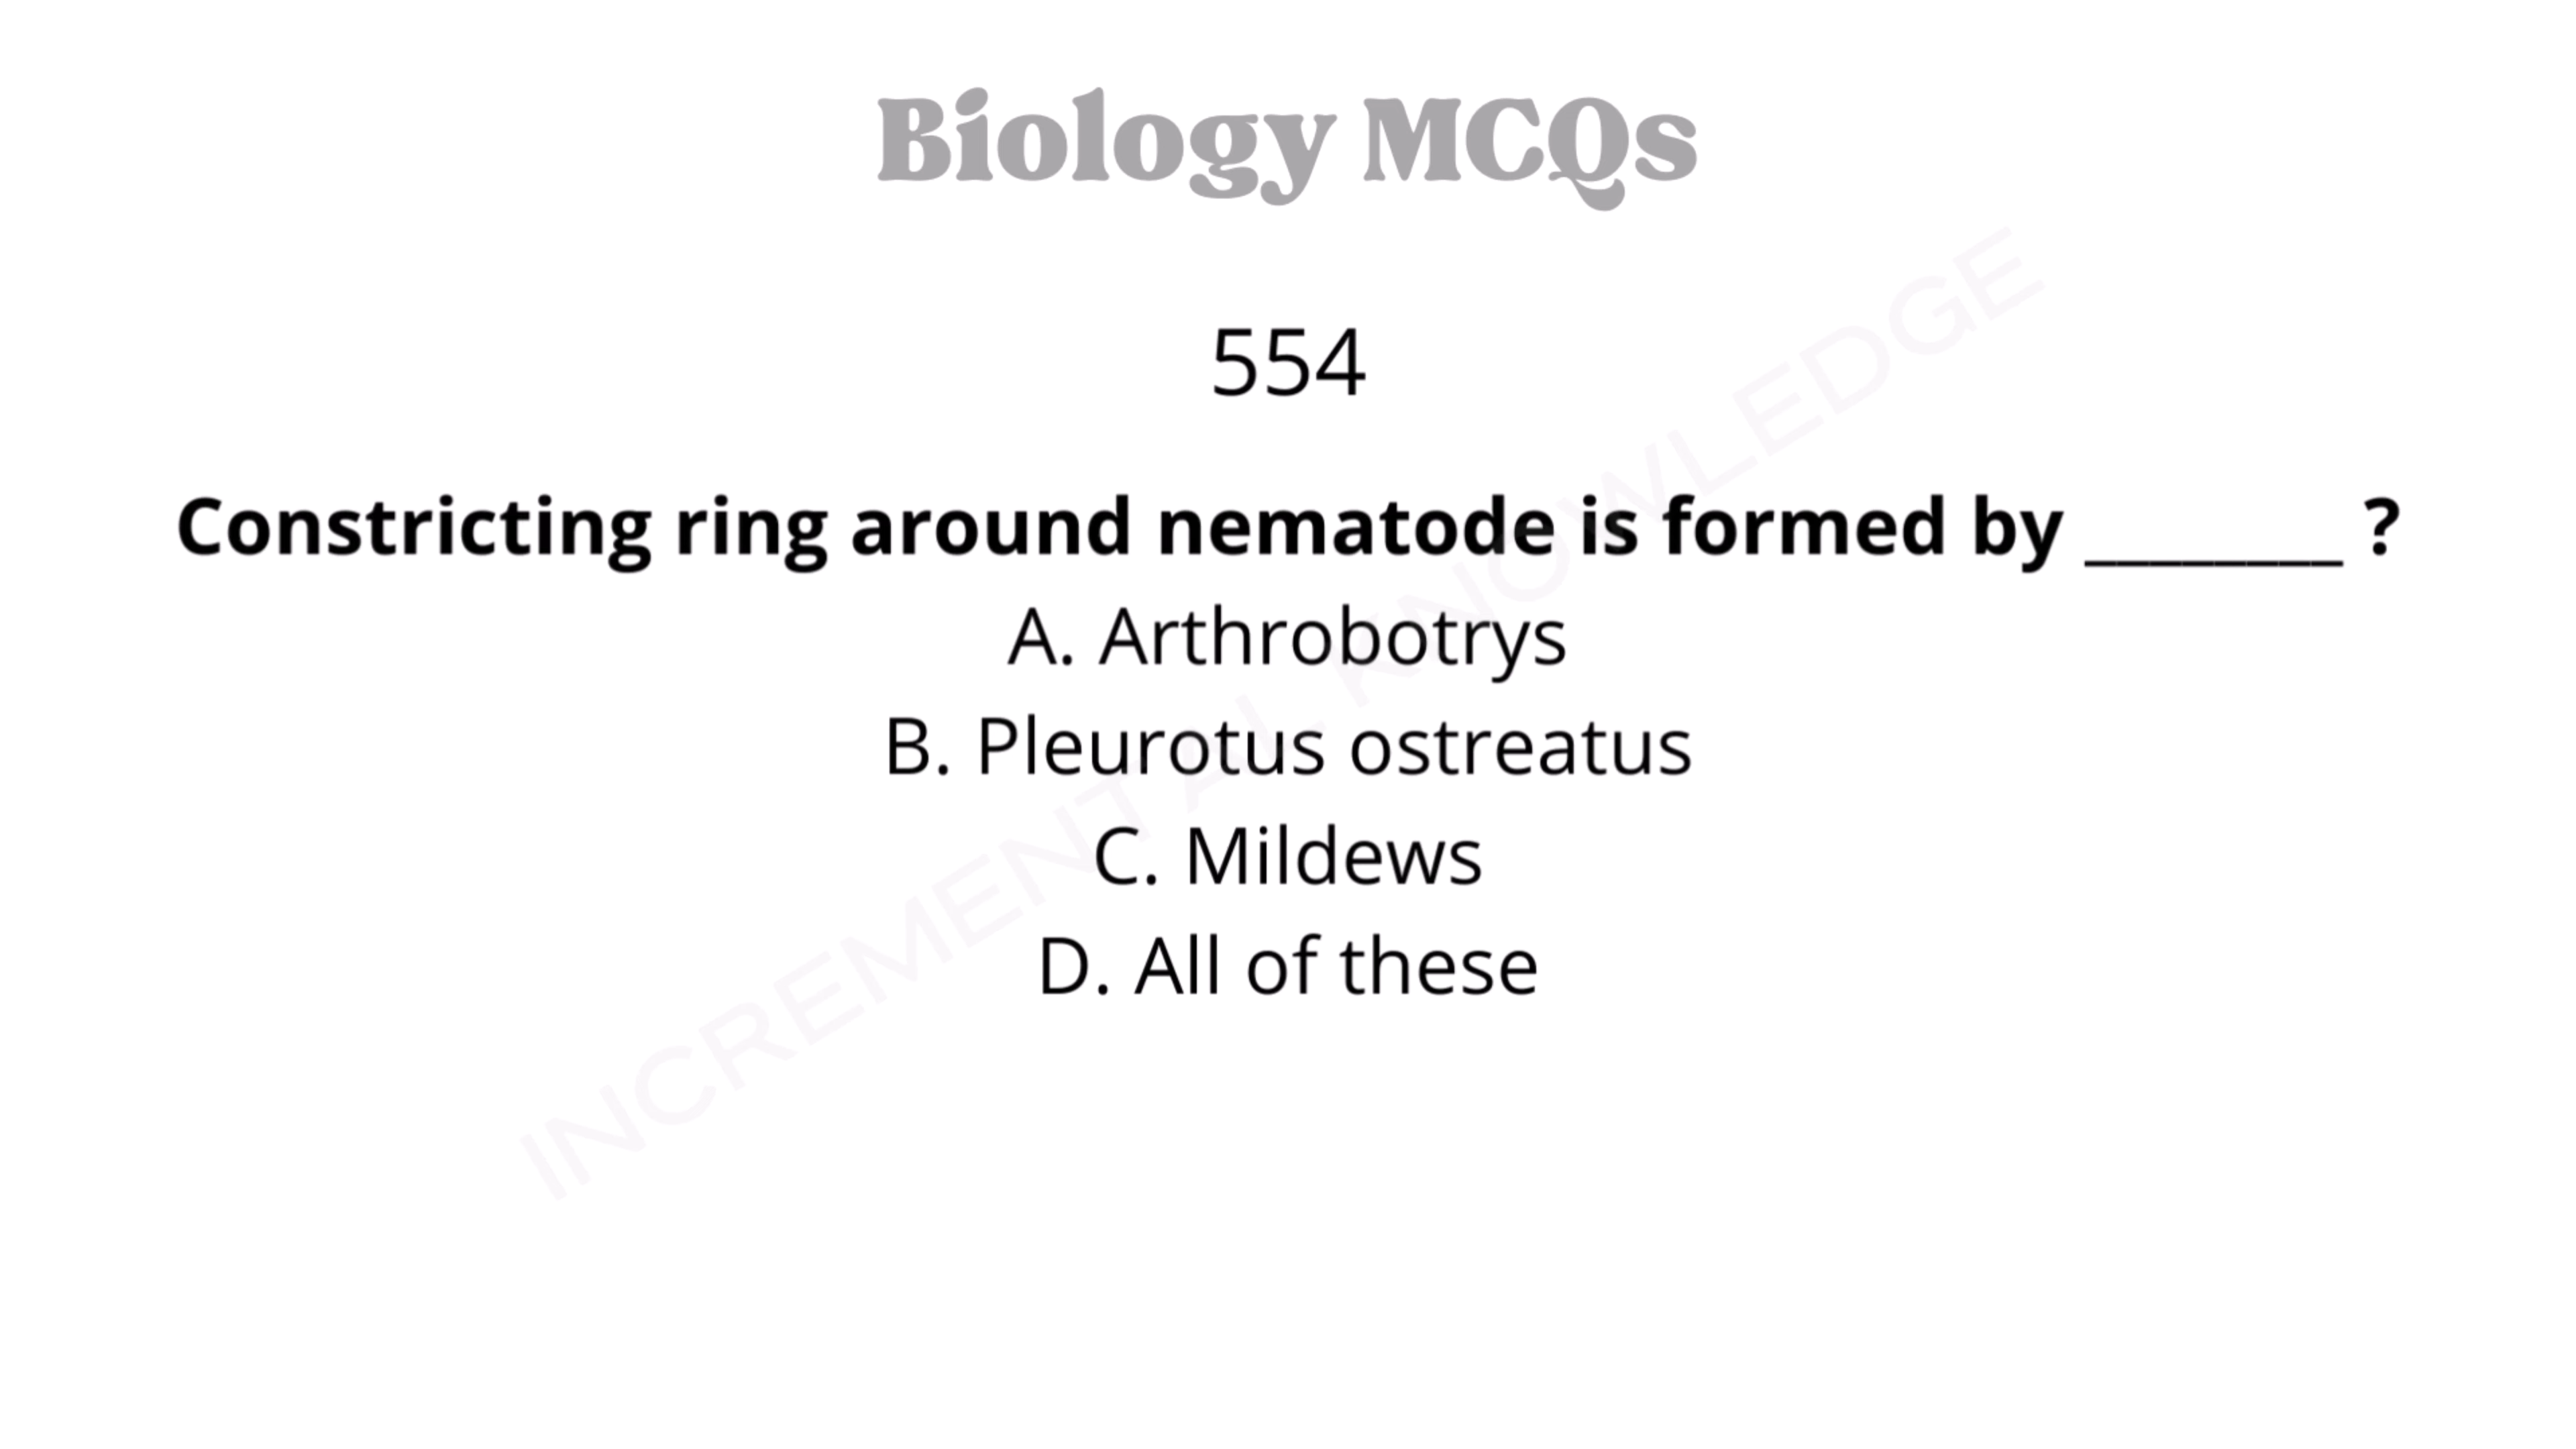 Biology MCQs
554
Constricting ring around nematode is formed by ________ ?
A. Arthrobotrys
B. Pleurotus ostreatus
C. Mildews
D. All of these
INCREMENTAL KNOWLEDGE